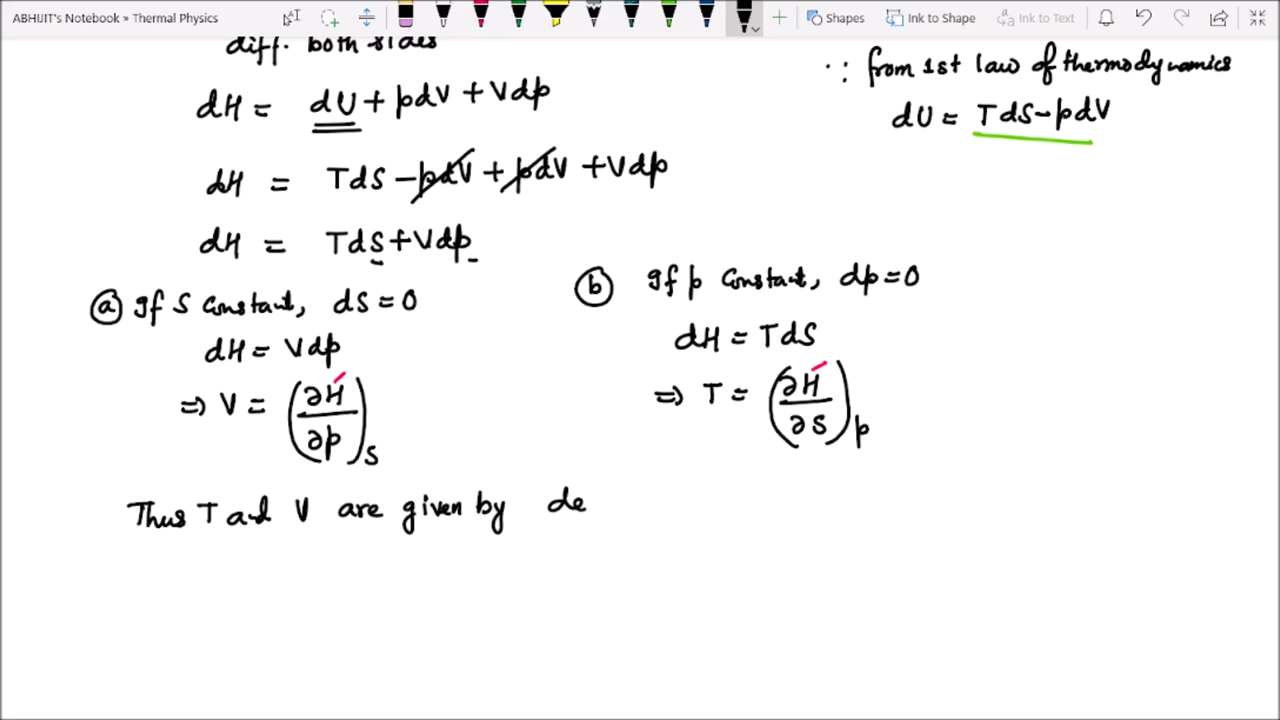 ABHIJIT's Notebook » Thermal Physics
Shapes
Ink to Shape
Ink to Text
diff. both sides
∵ from 1st law of thermodynamics
dH = dU + pdV + Vdp
dU = TdS - pdV
dH = TdS - pdV + pdV + Vdp
dH = TdS + Vdp
(a) If S Constant, dS = 0
dH = Vdp
⇒ V = (∂H/∂p)S
(b) If p Constant, dp = 0
dH = TdS
⇒ T = (∂H/∂S)p
Thus T and V are given by de